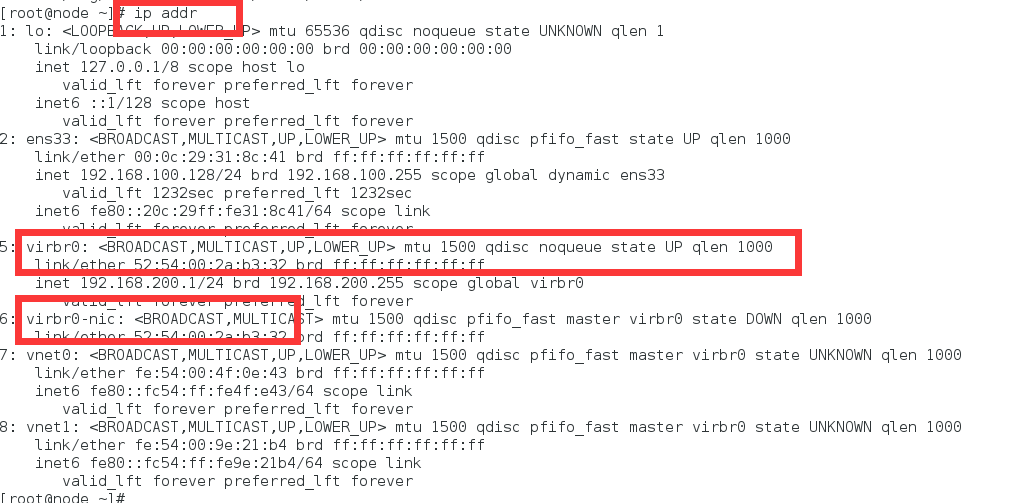 [root@node ~]# ip addr
1: lo: <LOOPBACK,UP,LOWER_UP> mtu 65536 qdisc noqueue state UNKNOWN qlen 1
link/loopback 00:00:00:00:00:00 brd 00:00:00:00:00:00
inet 127.0.0.1/8 scope host lo
valid_lft forever preferred_lft forever
inet6 ::1/128 scope host
valid_lft forever preferred_lft forever
2: ens33: <BROADCAST,MULTICAST,UP,LOWER_UP> mtu 1500 qdisc pfifo_fast state UP qlen 1000
link/ether 00:0c:29:31:8c:41 brd ff:ff:ff:ff:ff:ff
inet 192.168.100.128/24 brd 192.168.100.255 scope global dynamic ens33
valid_lft 1232sec preferred_lft 1232sec
inet6 fe80::20c:29ff:fe31:8c41/64 scope link
valid_lft forever preferred_lft forever
5: virbr0: <BROADCAST,MULTICAST,UP,LOWER_UP> mtu 1500 qdisc noqueue state UP qlen 1000
link/ether 52:54:00:2a:b3:32 brd ff:ff:ff:ff:ff:ff
inet 192.168.200.1/24 brd 192.168.200.255 scope global virbr0
valid_lft forever preferred_lft forever
6: virbr0-nic: <BROADCAST,MULTICAST> mtu 1500 qdisc pfifo_fast master virbr0 state DOWN qlen 1000
link/ether 52:54:00:2a:b3:32 brd ff:ff:ff:ff:ff:ff
7: vnet0: <BROADCAST,MULTICAST,UP,LOWER_UP> mtu 1500 qdisc pfifo_fast master virbr0 state UNKNOWN qlen 1000
link/ether fe:54:00:4f:0e:43 brd ff:ff:ff:ff:ff:ff
inet6 fe80::fc54:ff:fe4f:e43/64 scope link
valid_lft forever preferred_lft forever
8: vnet1: <BROADCAST,MULTICAST,UP,LOWER_UP> mtu 1500 qdisc pfifo_fast master virbr0 state UNKNOWN qlen 1000
link/ether fe:54:00:9e:21:b4 brd ff:ff:ff:ff:ff:ff
inet6 fe80::fc54:ff:fe9e:21b4/64 scope link
valid_lft forever preferred_lft forever
[root@node ~]#